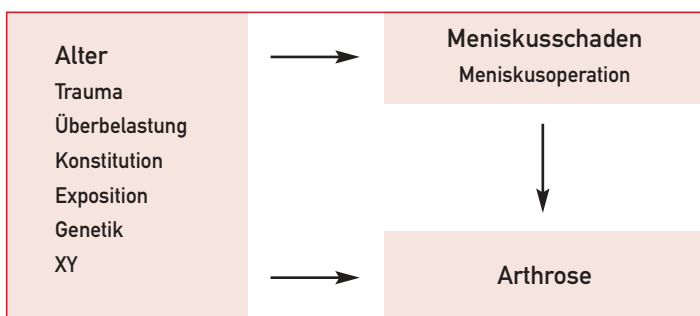 Alter
Trauma
Überbelastung
Konstitution
Exposition
Genetik
XY
Meniskusschaden
Meniskusoperation
Arthrose